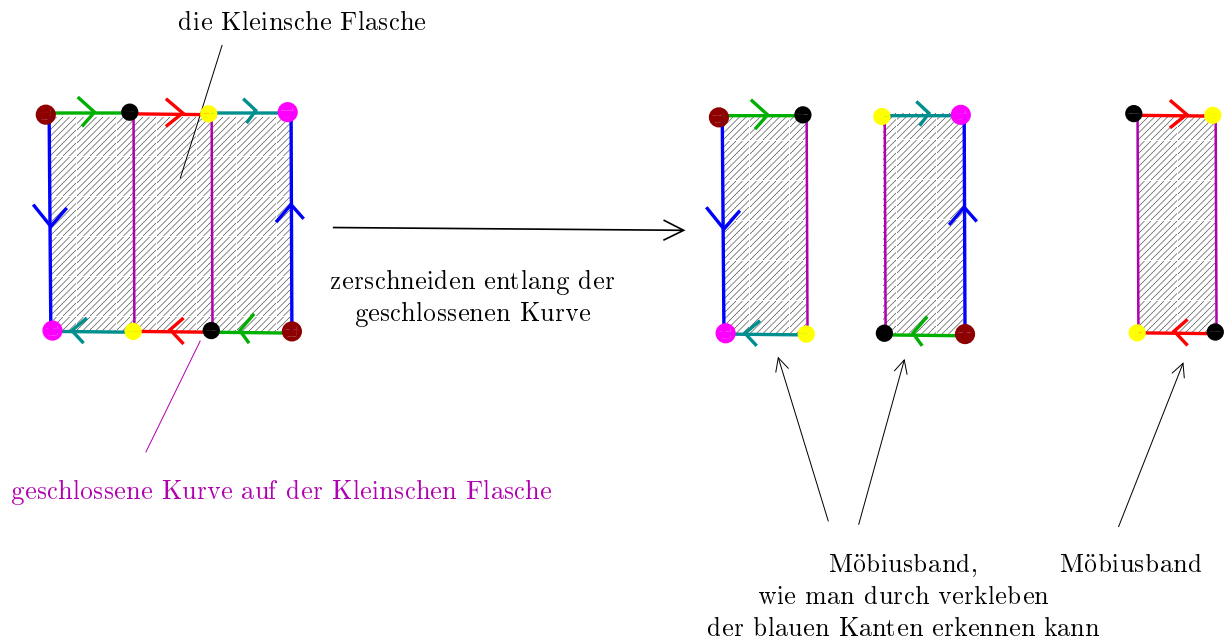 die Kleinsche Flasche
zerschneiden entlang der
geschlossenen Kurve
geschlossene Kurve auf der Kleinschen Flasche
Möbiusband,
wie man durch verkleben
der blauen Kanten erkennen kann
Möbiusband